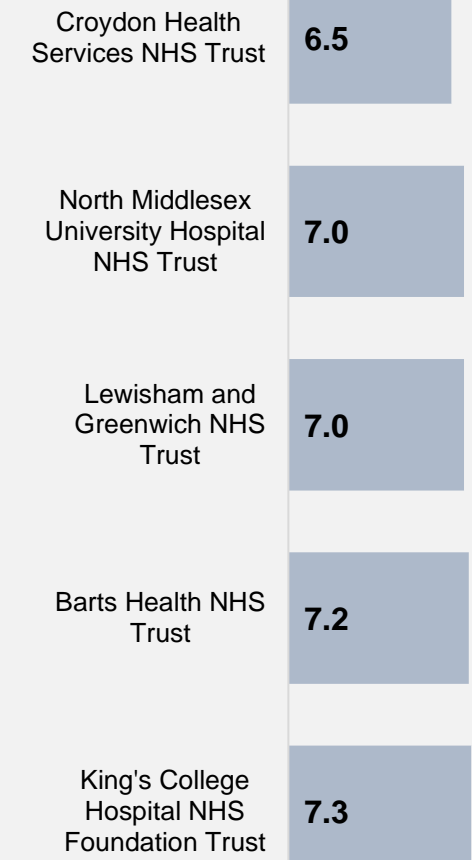 Croydon Health
Services NHS Trust
6.5
North Middlesex
University Hospital
NHS Trust
7.0
Lewisham and
Greenwich NHS
Trust
7.0
Barts Health NHS
Trust
7.2
King's College
Hospital NHS
Foundation Trust
7.3